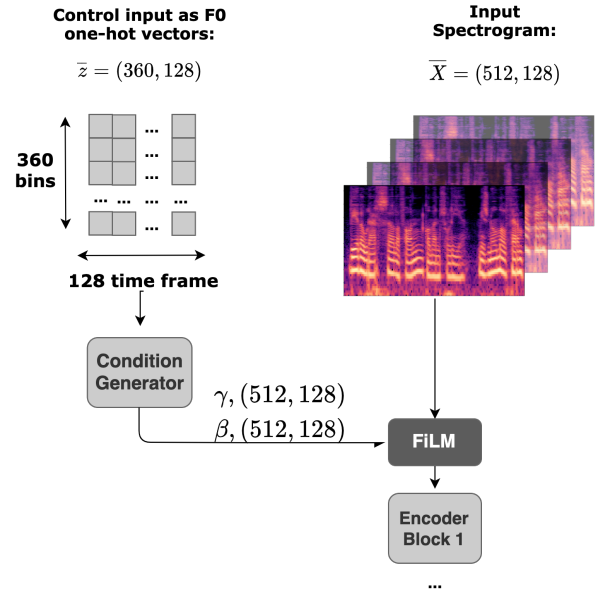 Control input as F0
one-hot vectors:
z̅ = (360, 128)
Input
Spectrogram:
X̅ = (512, 128)
360
bins
...
...
...
... ... ... ...
...
128 time frame
Condition
Generator
γ, (512, 128)
β, (512, 128)
FiLM
Encoder
Block 1
...